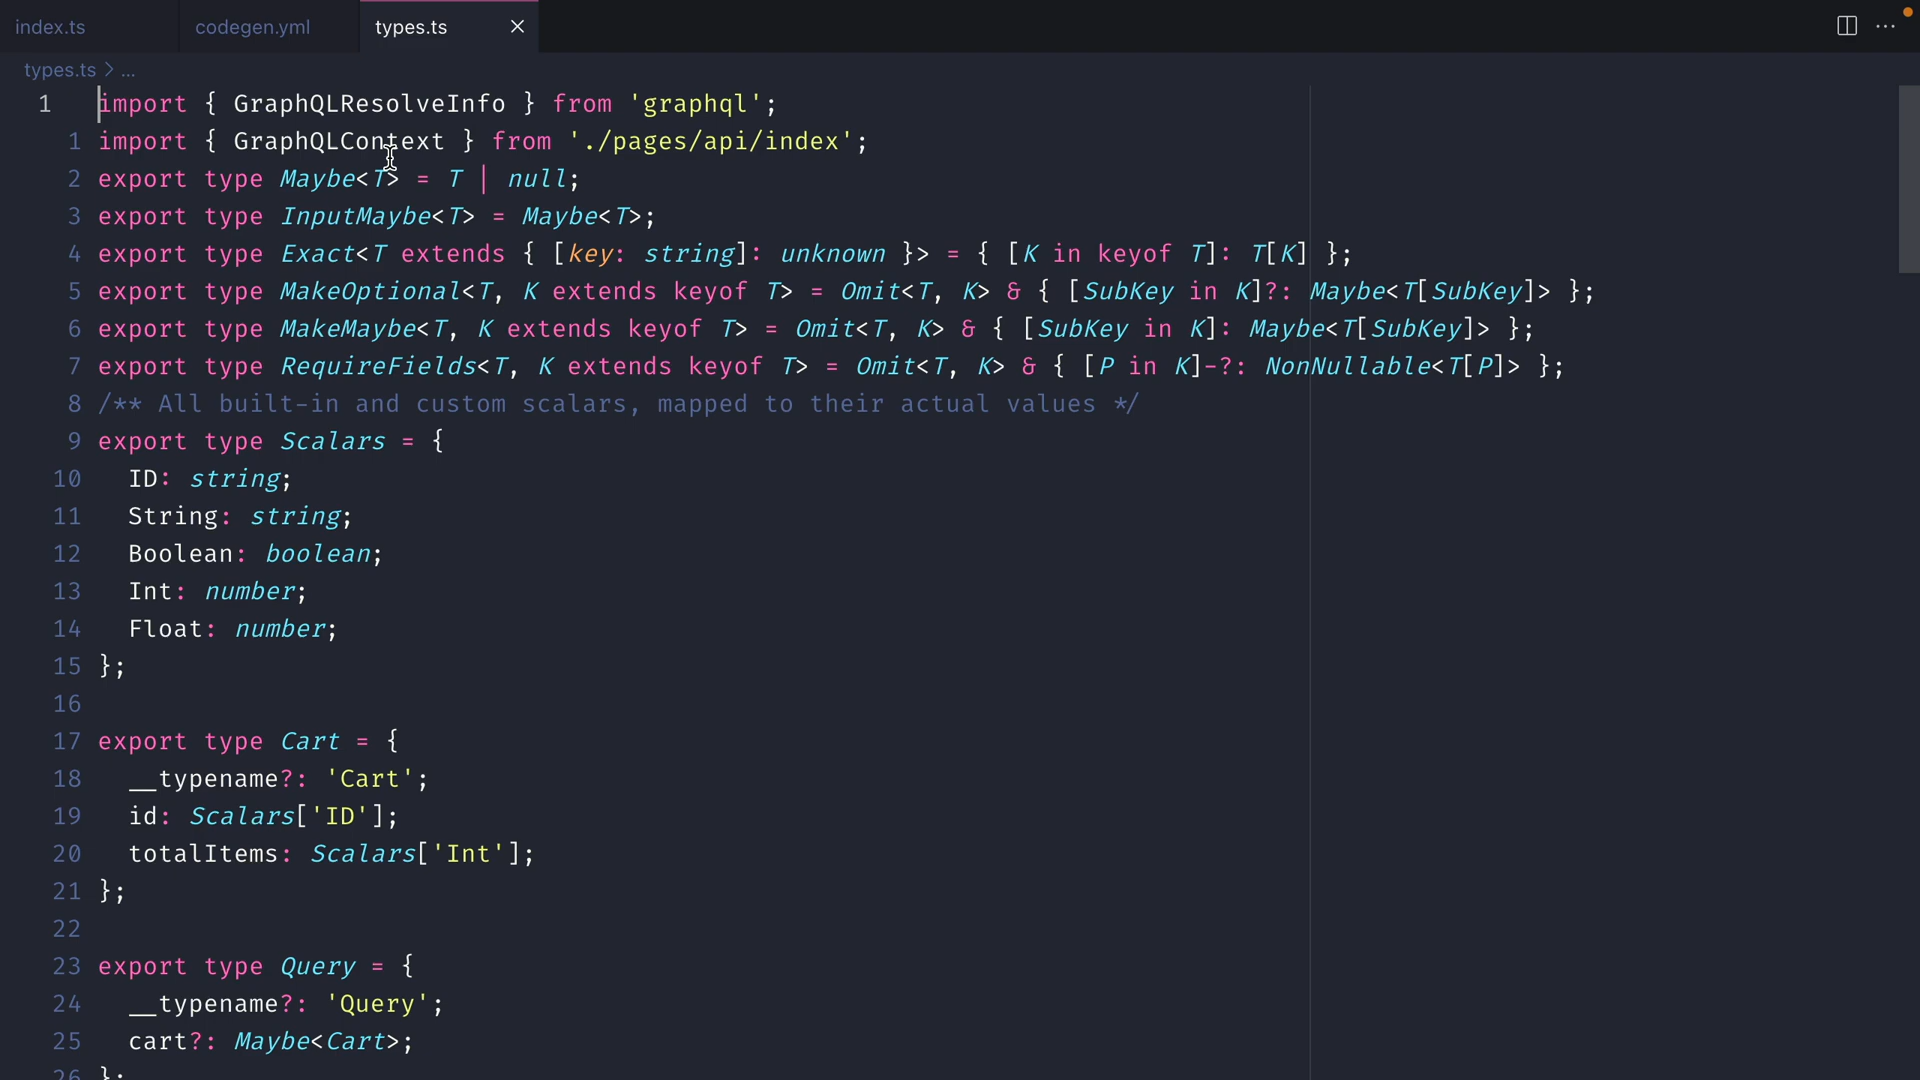 index.ts codegen.yml types.ts
types.ts > ...
1 import { GraphQLResolveInfo } from 'graphql';
1 import { GraphQLContext } from './pages/api/index';
2 export type Maybe<T> = T | null;
3 export type InputMaybe<T> = Maybe<T>;
4 export type Exact<T extends { [key: string]: unknown }> = { [K in keyof T]: T[K] };
5 export type MakeOptional<T, K extends keyof T> = Omit<T, K> & { [SubKey in K]?: Maybe<T[SubKey]> };
6 export type MakeMaybe<T, K extends keyof T> = Omit<T, K> & { [SubKey in K]: Maybe<T[SubKey]> };
7 export type RequireFields<T, K extends keyof T> = Omit<T, K> & { [P in K]-?: NonNullable<T[P]> };
8 /** All built-in and custom scalars, mapped to their actual values */
9 export type Scalars = {
10 ID: string;
11 String: string;
12 Boolean: boolean;
13 Int: number;
14 Float: number;
15 };
16
17 export type Cart = {
18 __typename?: 'Cart';
19 id: Scalars['ID'];
20 totalItems: Scalars['Int'];
21 };
22
23 export type Query = {
24 __typename?: 'Query';
25 cart?: Maybe<Cart>;
26 };